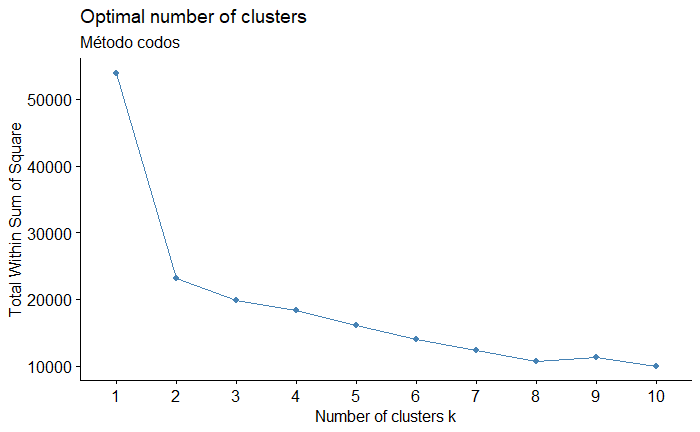 Optimal number of clusters
Método codos
Total Within Sum of Square
50000
40000
30000
20000
10000
1 2 3 4 5 6 7 8 9 10
Number of clusters k